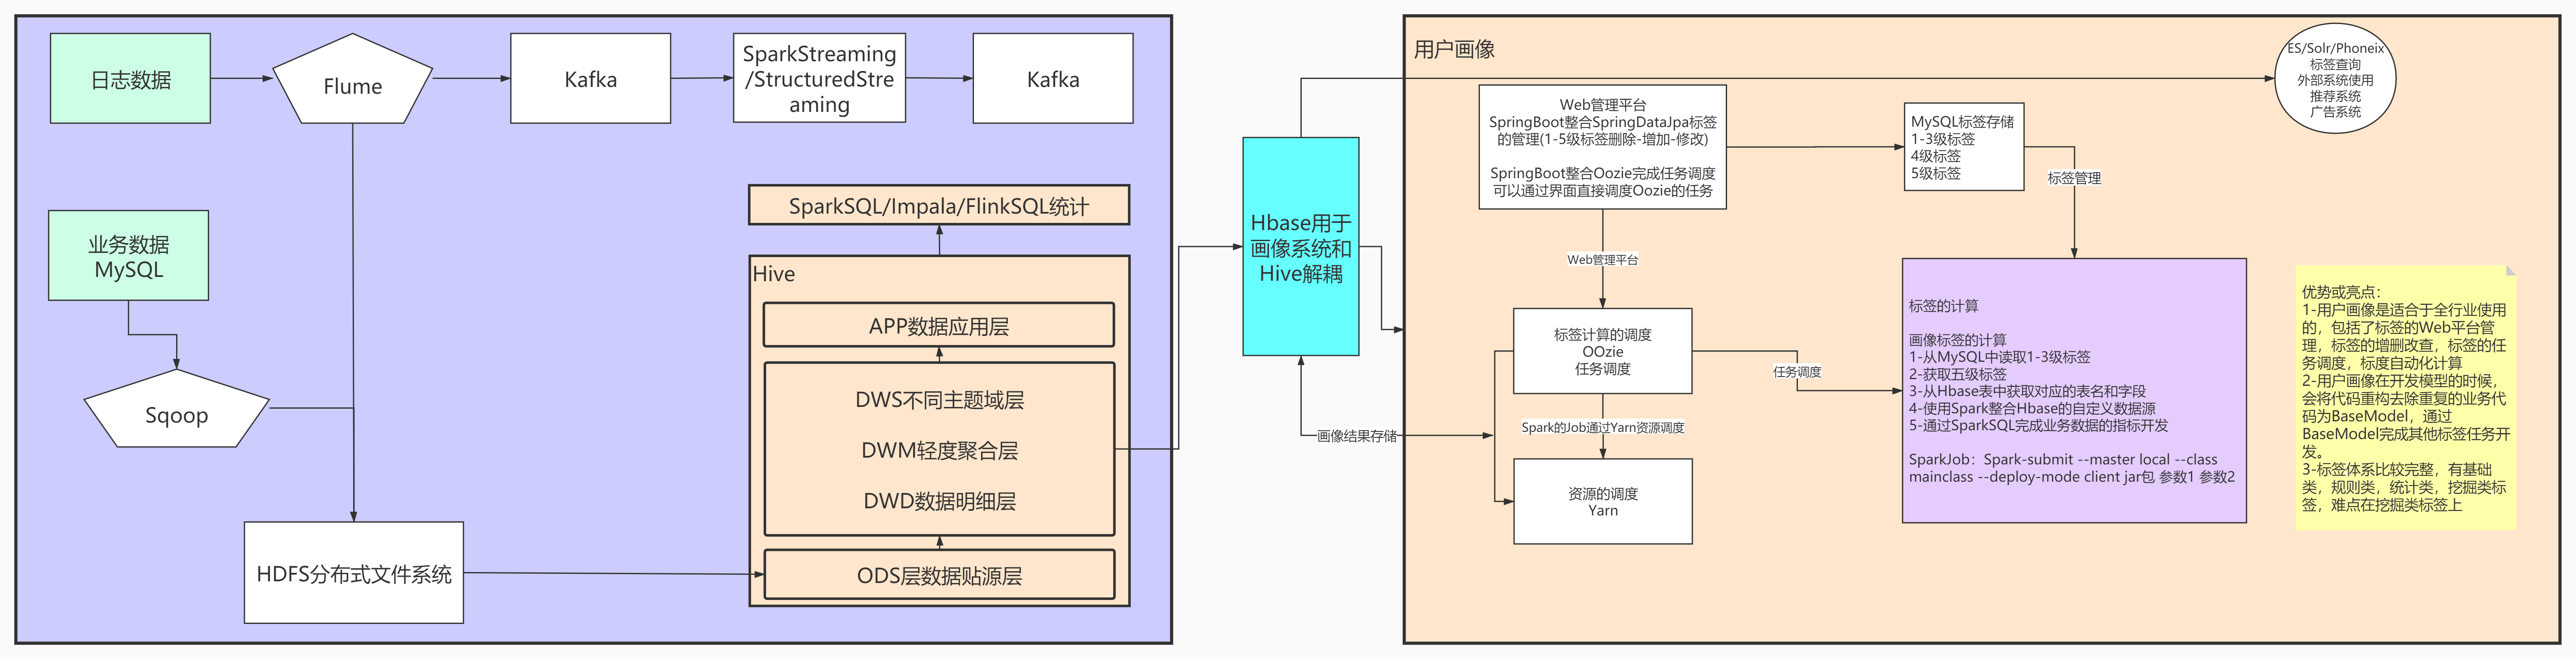 日志数据
Flume
Kafka
SparkStreaming
/StructuredStre
aming
Kafka
业务数据
MySQL
Sqoop
HDFS分布式文件系统
SparkSQL/Impala/FlinkSQL统计
Hive
APP数据应用层
DWS不同主题域层
DWM轻度聚合层
DWD数据明细层
ODS层数据贴源层
Hbase用于
画像系统和
Hive解耦
用户画像
Web管理平台
SpringBoot整合SpringDataJpa标签
的管理(1-5级标签删除-增加-修改)
SpringBoot整合Oozie完成任务调度
可以通过界面直接调度Oozie的任务
MySQL标签存储
1-3级标签
4级标签
5级标签
标签管理
ES/Solr/Phoneix
标签查询
外部系统使用
推荐系统
广告系统
Web管理平台
标签计算的调度
OOzie
任务调度
任务调度
画像结果存储
Spark的Job通过Yarn资源调度
资源的调度
Yarn
标签的计算
画像标签的计算
1-从MySQL中读取1-3级标签
2-获取五级标签
3-从Hbase表中获取对应的表名和字段
4-使用Spark整合Hbase的自定义数据源
5-通过SparkSQL完成业务数据的指标开发
SparkJob：Spark-submit --master local --class
mainclass --deploy-mode client jar包 参数1 参数2
优势或亮点：
1-用户画像是适合于全行业使用
的，包括了标签的Web平台管
理，标签的增删改查，标签的任
务调度，标度自动化计算
2-用户画像在开发模型的时候，
会将代码重构去除重复的业务代
码为BaseModel，通过
BaseModel完成其他标签任务开
发。
3-标签体系比较完整，有基础
类，规则类，统计类，挖掘类标
签，难点在挖掘类标签上